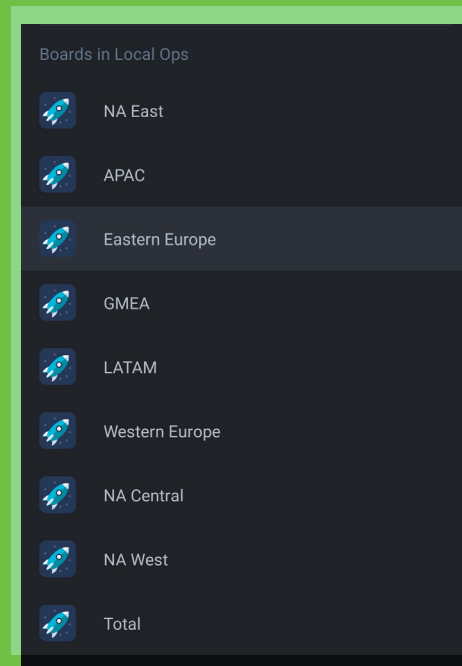 Boards in Local Ops
NA East
APAC
Eastern Europe
GMEA
LATAM
Western Europe
NA Central
NA West
Total